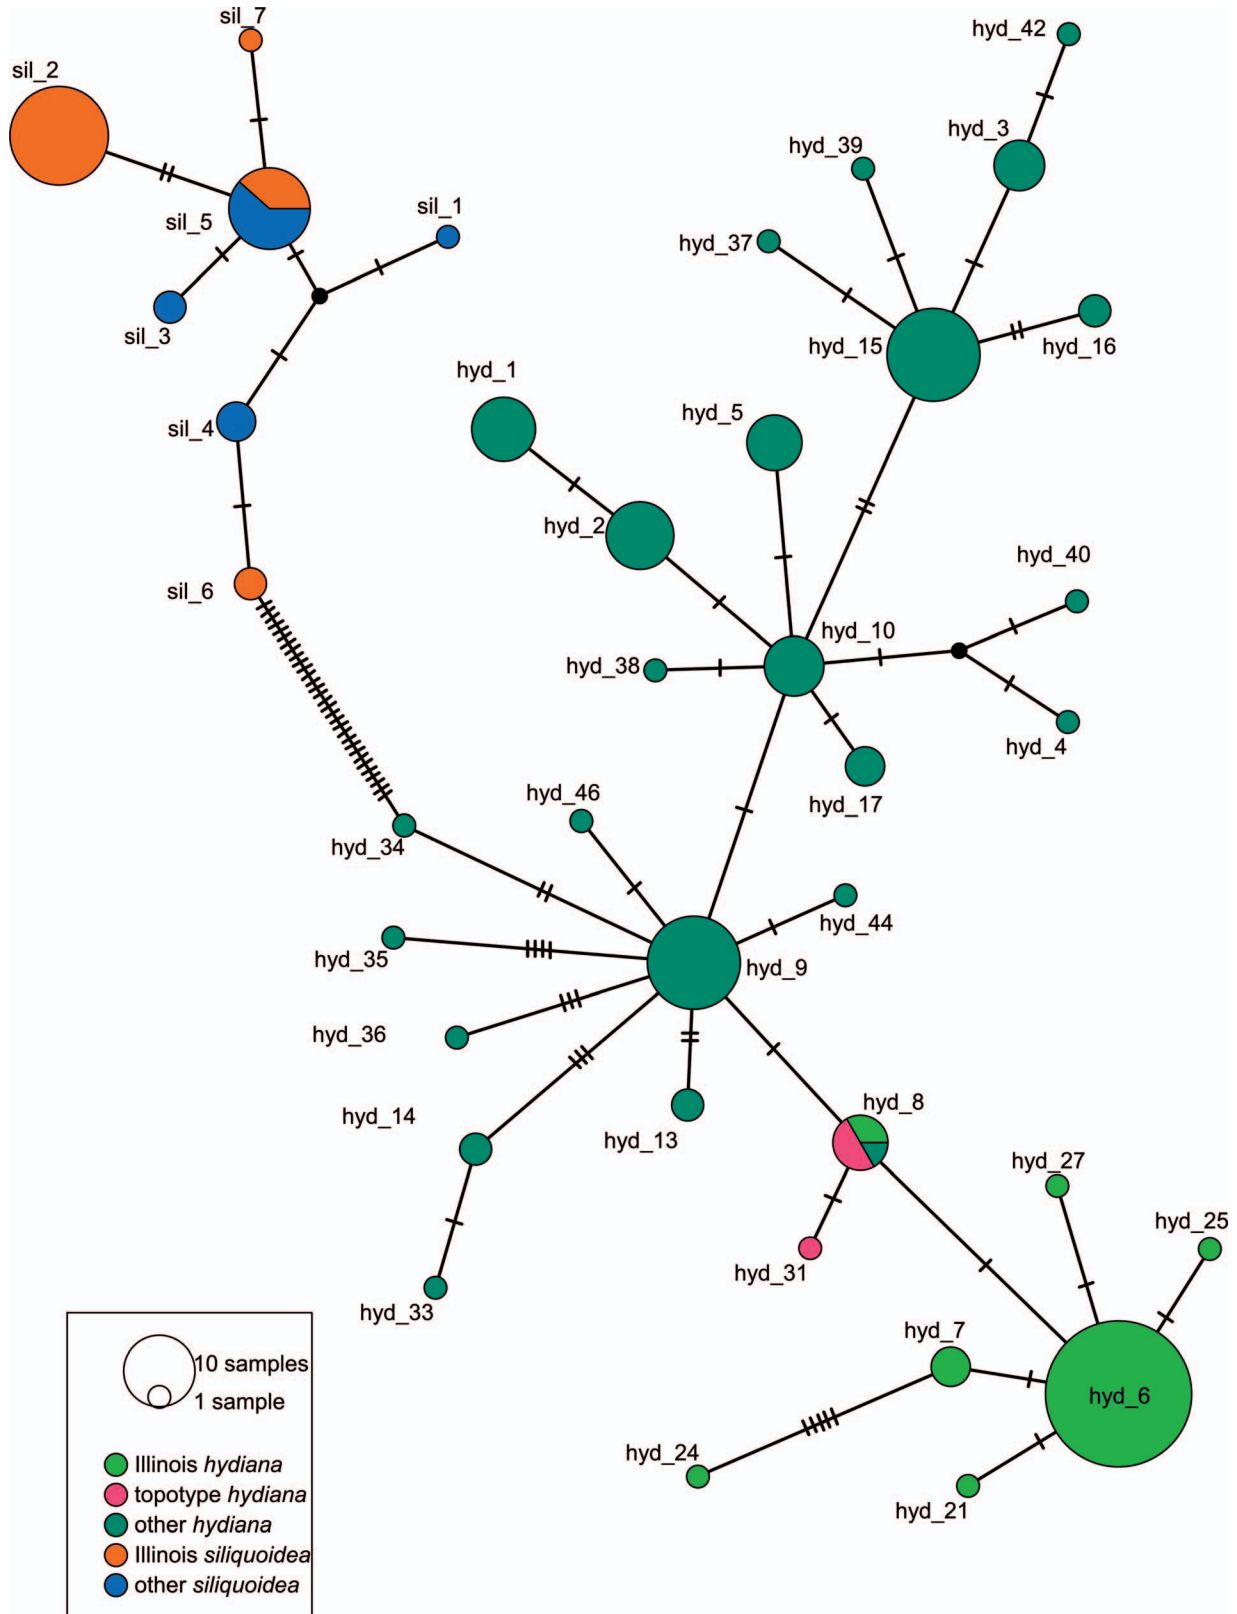 sil_7
hyd_42
sil_2
hyd_3
hyd_39
sil_1
sil_5
hyd_37
sil_3
hyd_15
hyd_16
hyd_1
hyd_5
sil_4
hyd_2
hyd_40
sil_6
hyd_10
hyd_38
hyd_4
hyd_46
hyd_17
hyd_34
hyd_44
hyd_35
hyd_9
hyd_36
hyd_8
hyd_14
hyd_13
hyd_27
hyd_25
hyd_31
hyd_33
hyd_7
10 samples
hyd_6
1 sample
hyd_24
Illinois hydiana
topotype hydiana
hyd_21
other hydiana
Illinois siliquoidea
other siliquoidea